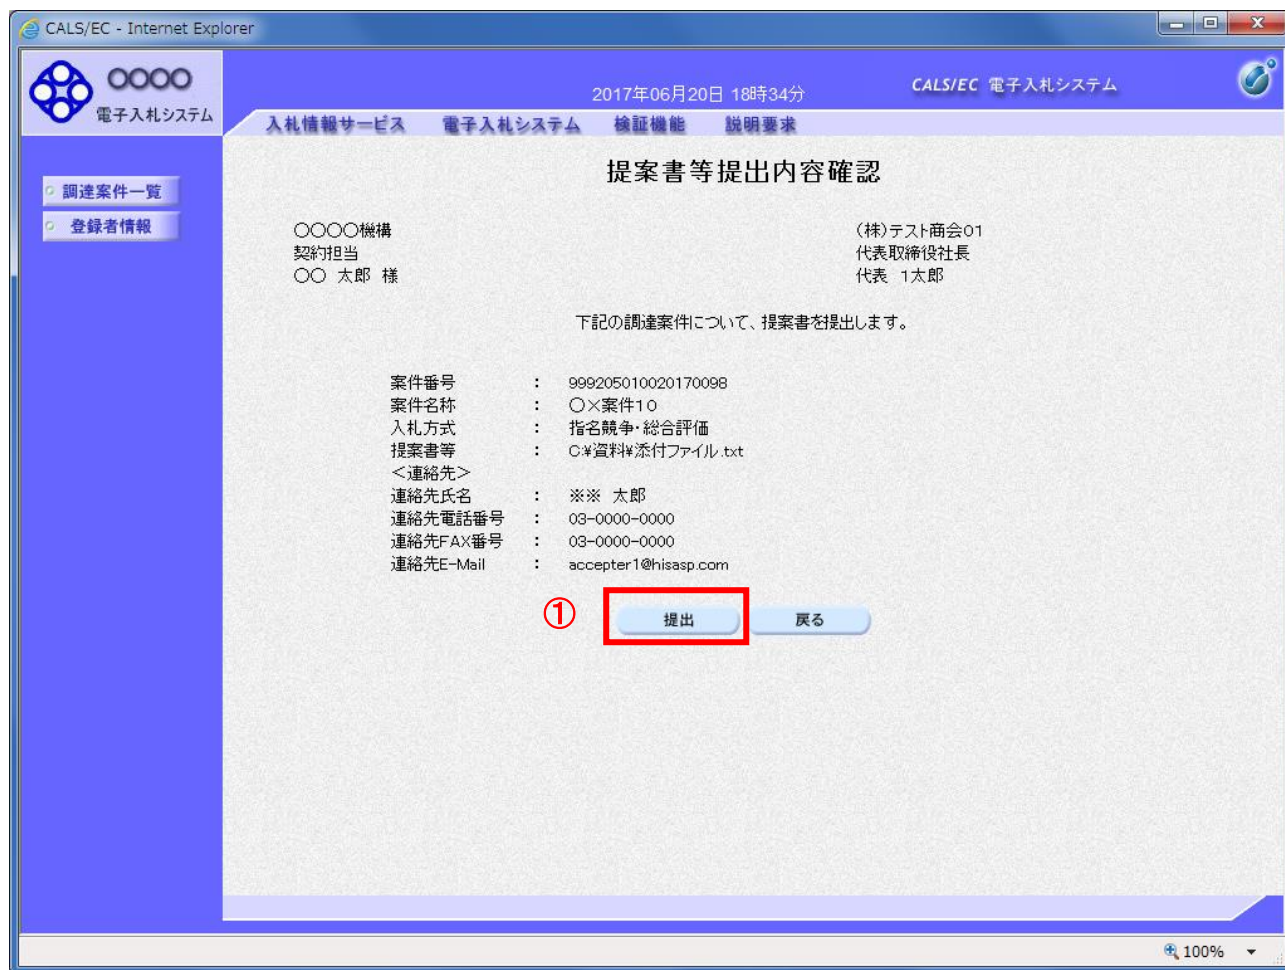 CALS/EC - Internet Explorer
〇〇〇〇
電子入札システム
2017年06月20日 18時34分
CALS/EC 電子入札システム
入札情報サービス 電子入札システム 検証機能 説明要求
調達案件一覧
登録者情報
提案書等提出内容確認
〇〇〇〇機構
契約担当
〇〇 太郎 様
(株)テスト商会01
代表取締役社長
代表 1太郎
下記の調達案件について、提案書を提出します。
案件番号 : 999205010020170098
案件名称 : 〇×案件10
入札方式 : 指名競争・総合評価
提案書等 : C:¥資料¥添付ファイル.txt
<連絡先>
連絡先氏名 : ※※ 太郎
連絡先電話番号 : 03-0000-0000
連絡先FAX番号 : 03-0000-0000
連絡先E-Mail : accepter1@hisasp.com
① 提出 戻る
100%